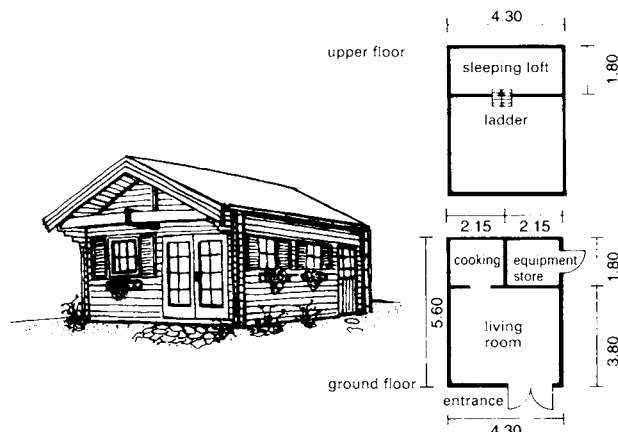 4.30
upper floor
sleeping loft
1.80
ladder
2.15 2.15
cooking
equipment
store
1.80
5.60
living
room
3.80
ground floor
entrance
4.30